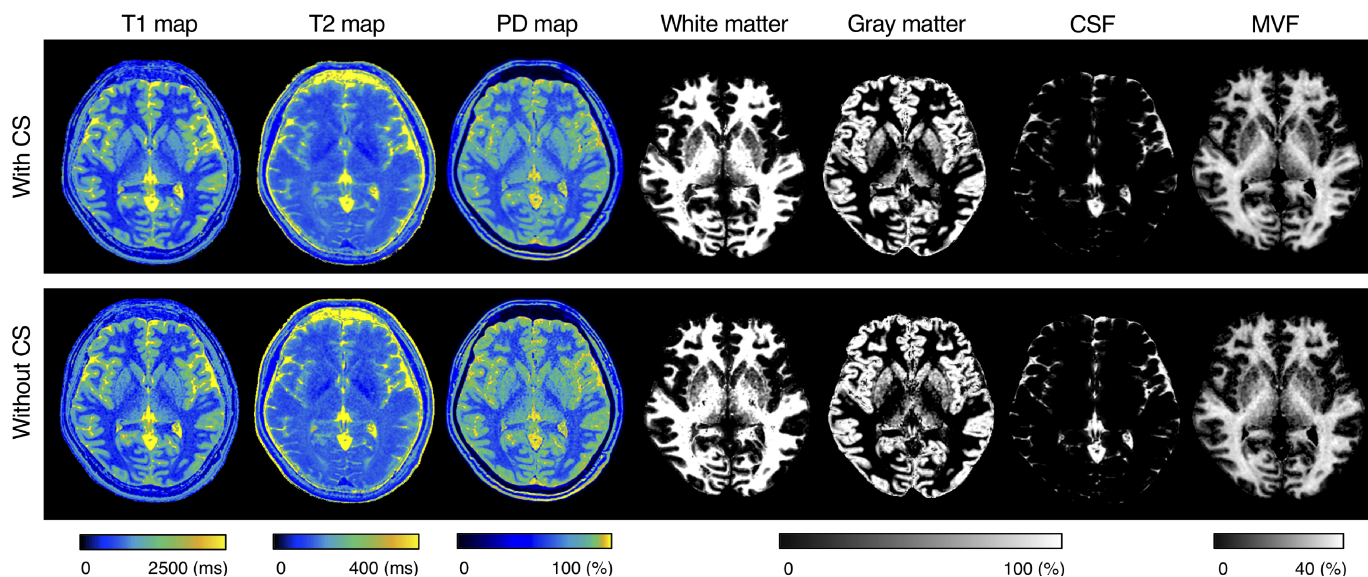 T1 map T2 map PD map White matter Gray matter CSF MVF
With CS
Without CS
0 2500 (ms) 0 400 (ms) 0 100 (%) 0 100 (%) 0 40 (%)